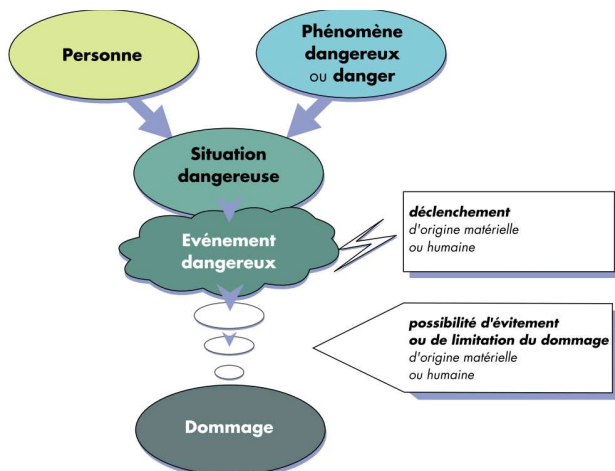 Personne
Phénomène
dangereux
ou danger
Situation
dangereuse
Evénement
dangereux
déclenchement
d'origine matérielle
ou humaine
possibilité d'évitement
ou de limitation du dommage
d'origine matérielle
ou humaine
Dommage